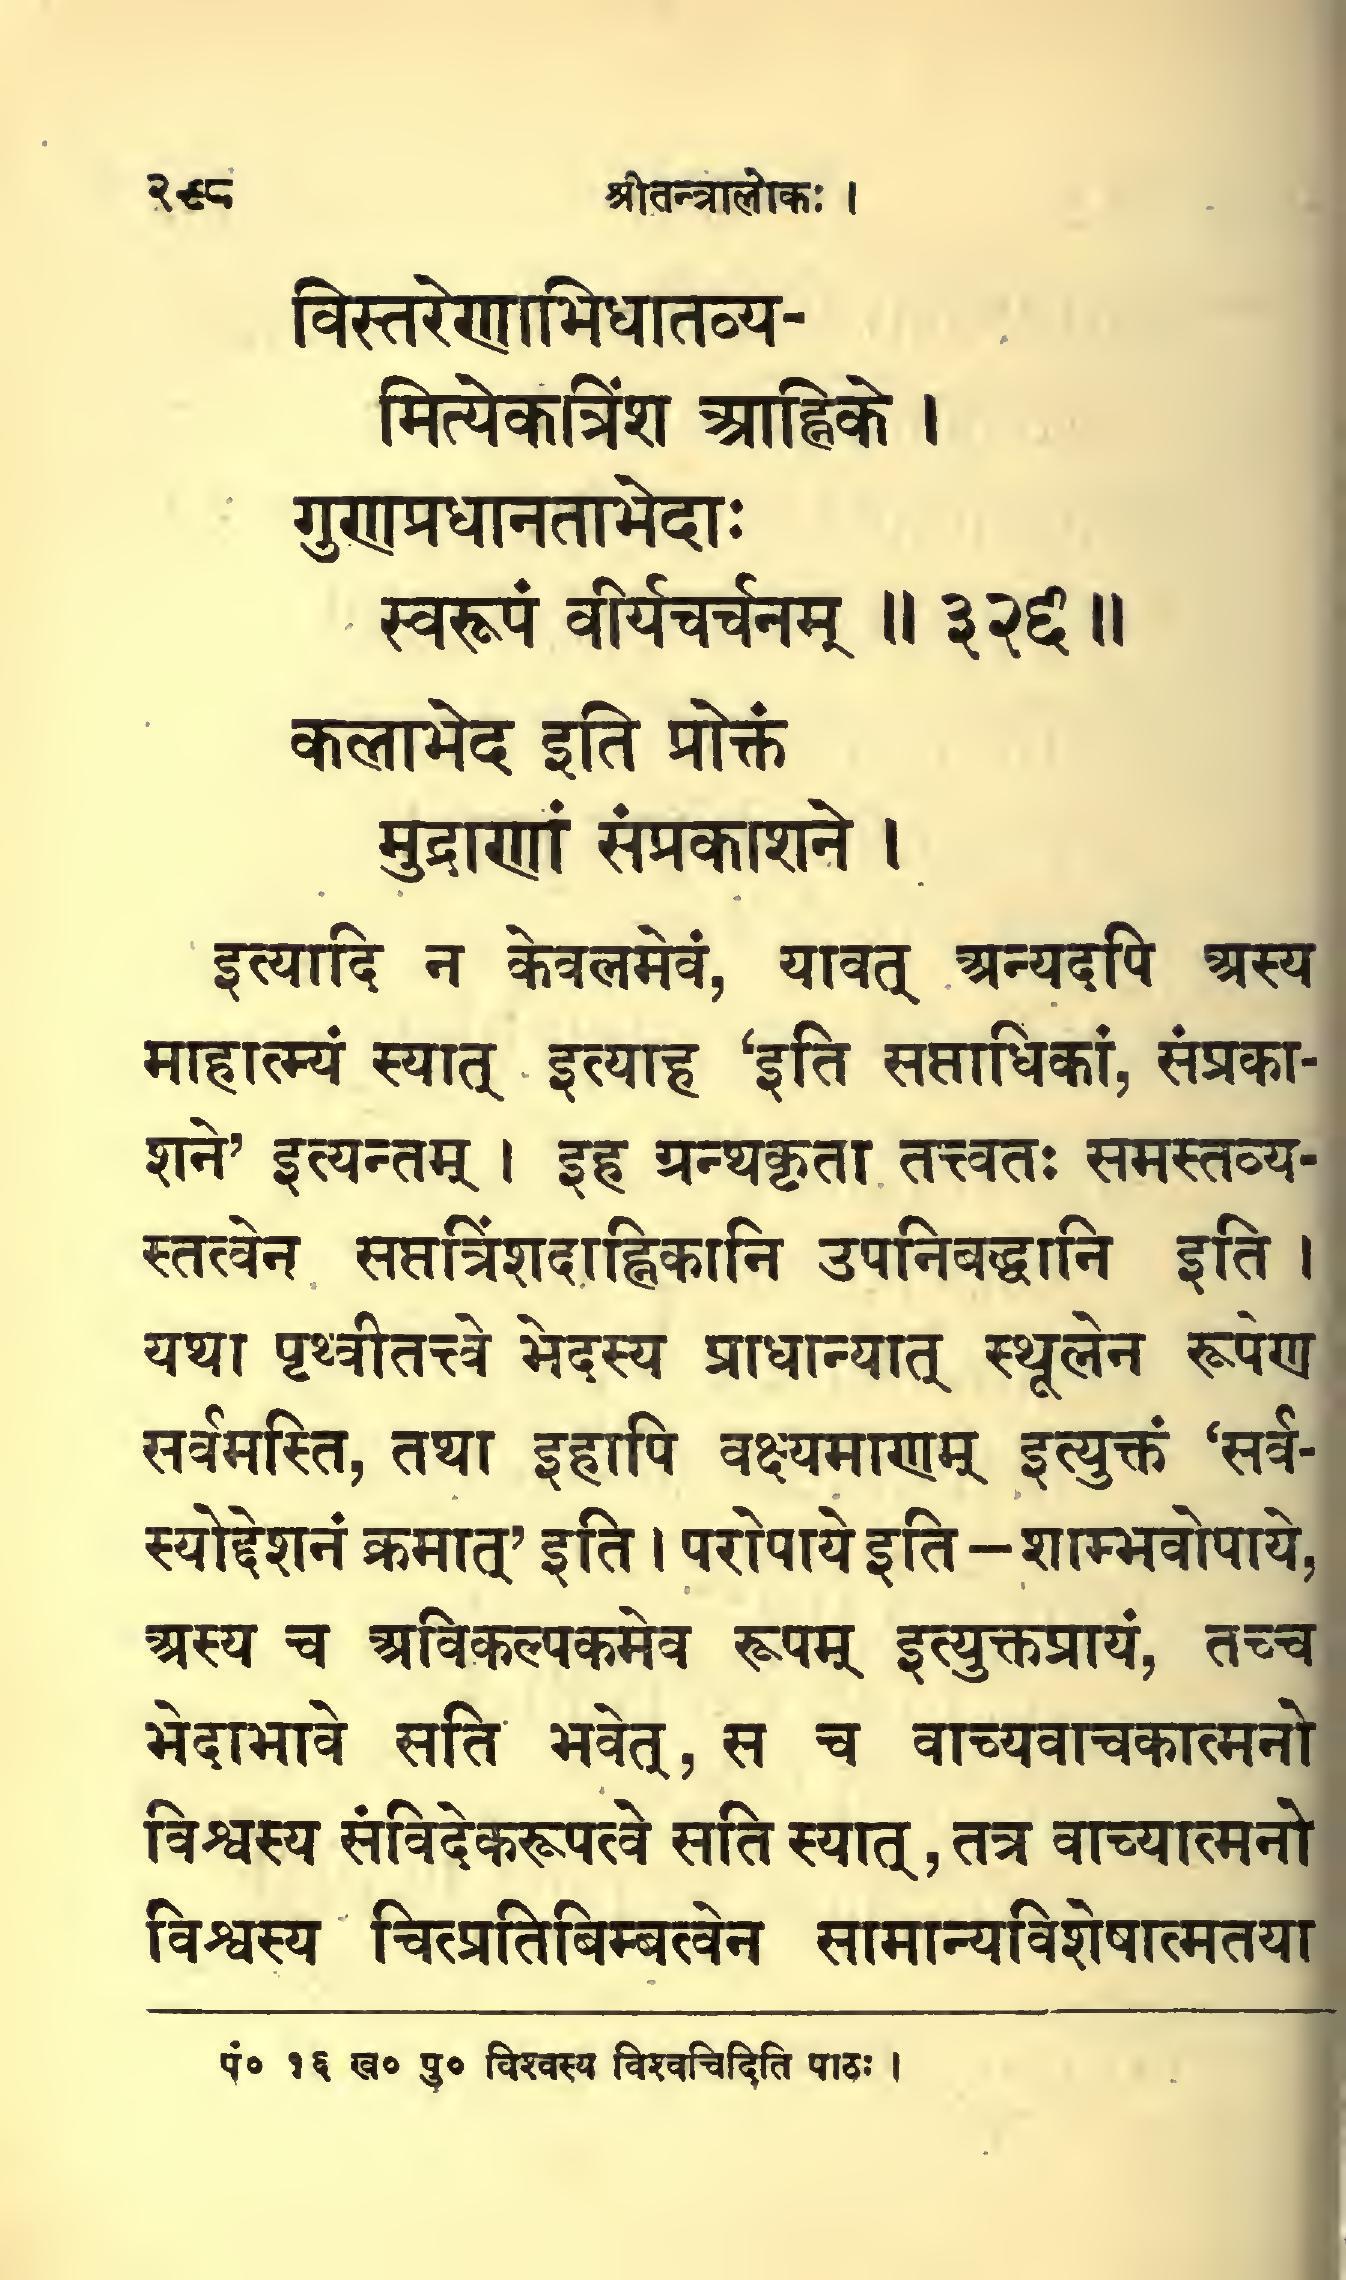 २९८ श्रीतन्त्रालोकः ।
विस्तरेणाभिधातव्य-
मित्येकत्रिंश आह्निके ।
गुणप्रधानताभेदाः
स्वरूपं वीर्यचर्चनम् ॥ ३२६ ॥
कलाभेद इति प्रोक्तं
मुद्राणां संप्रकाशने ।
इत्यादि न केवलमेवं, यावत् अन्यदपि अस्य
माहात्म्यं स्यात् इत्याह ‘इति सप्ताधिकां, संप्रका-
शने’ इत्यन्तम् । इह ग्रन्थकृता तत्त्वतः समस्तव्य-
स्तत्वेन सप्तत्रिंशदाह्निकानि उपनिबद्धानि इति ।
यथा पृथ्वीतत्त्वे भेदस्य प्राधान्यात् स्थूलेन रूपेण
सर्वमस्ति, तथा इहापि वक्ष्यमाणम् इत्युक्तं ‘सर्व-
स्योद्देशनं क्रमात्’ इति । परोपाये इति—शाम्भवोपाये,
अस्य च अविकल्पकमेव रूपम् इत्युक्तप्रायं, तच्च
भेदाभावे सति भवेत्, स च वाच्यवाचकात्मनो
विश्वस्य संविदेकरूपत्वे सति स्यात्, तत्र वाच्यात्मनो
विश्वस्य चित्प्रतिबिम्बत्वेन सामान्यविशेषात्मतया
पं० १६ ख० पु० विश्वस्य विश्वचिदिति पाठः ।